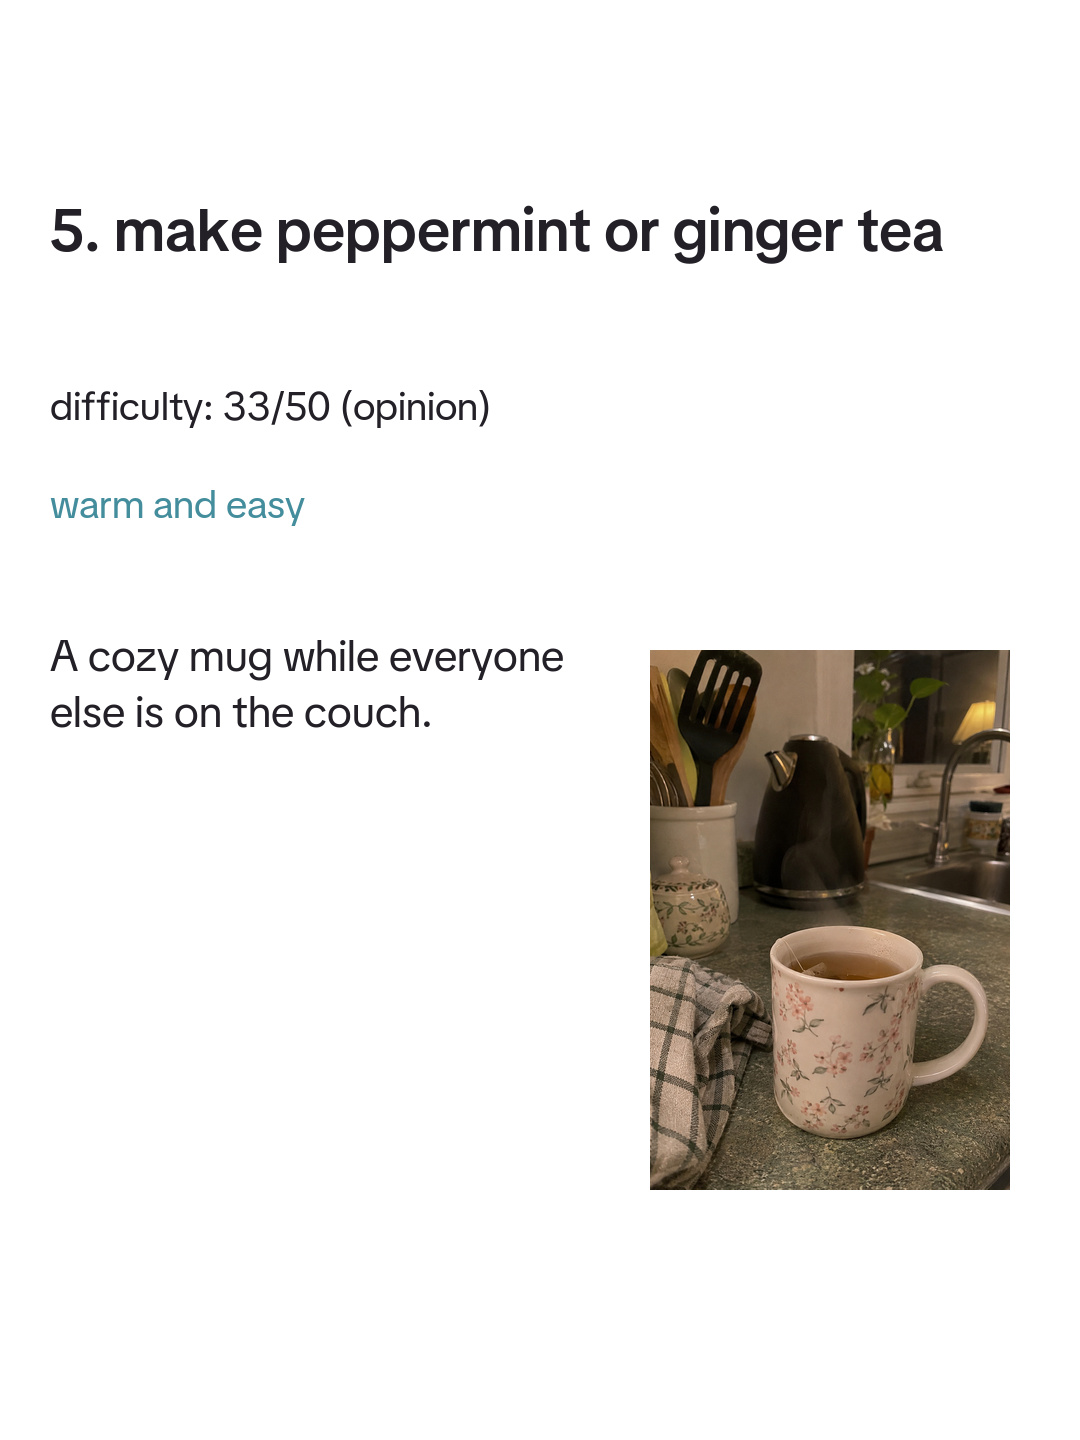 5. make peppermint or ginger tea
difficulty: 33/50 (opinion)
warm and easy
A cozy mug while everyone
else is on the couch.